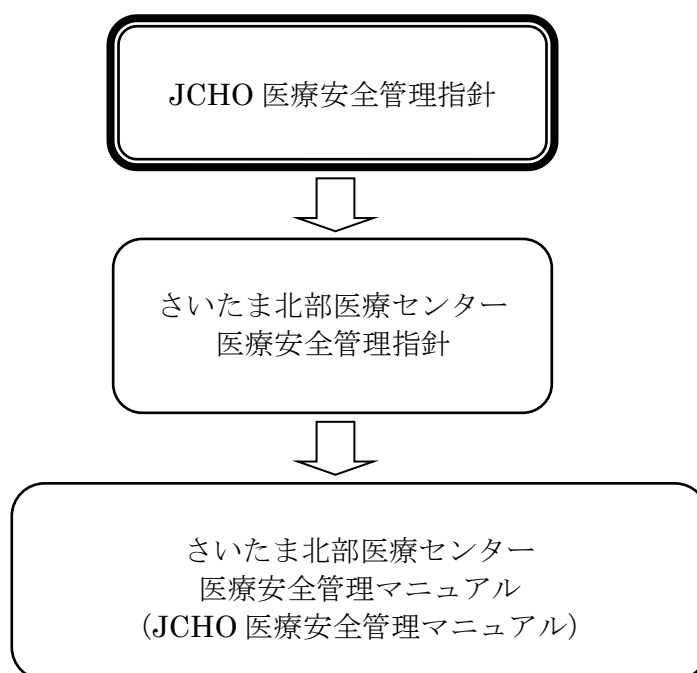 JCHO 医療安全管理指針
さいたま北部医療センター
医療安全管理指針
さいたま北部医療センター
医療安全管理マニュアル
（JCHO 医療安全管理マニュアル）